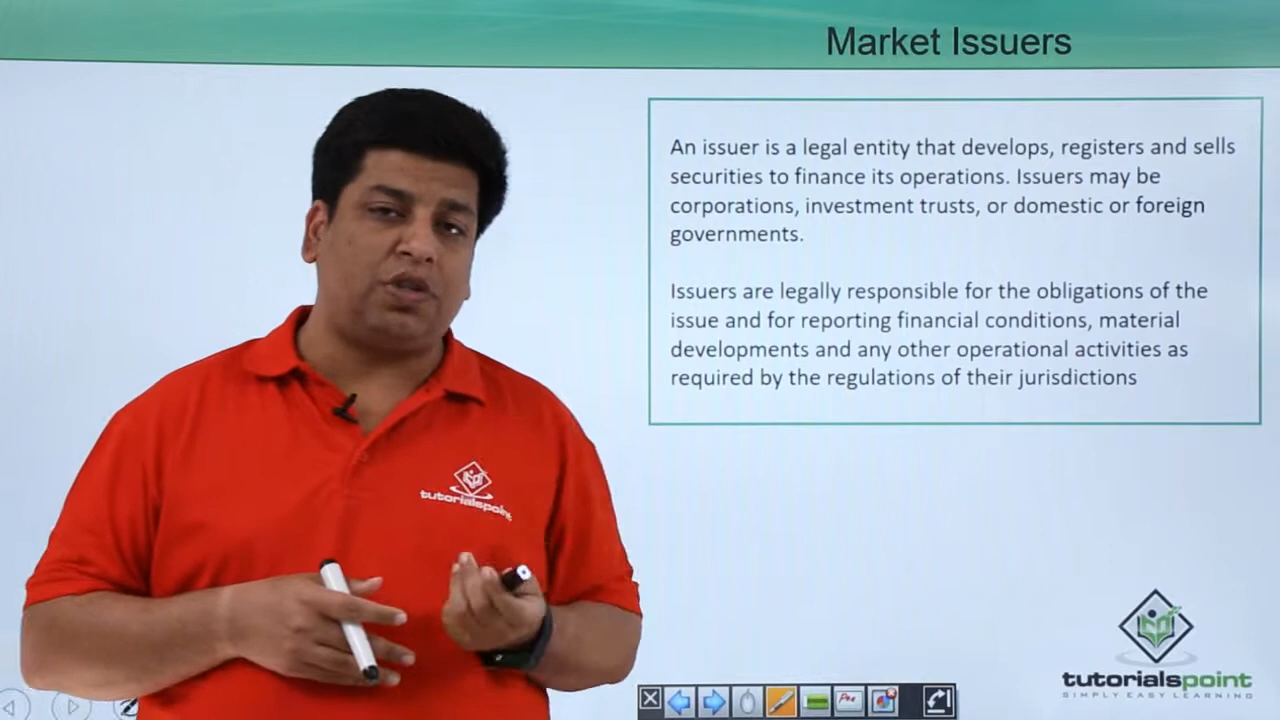 Market Issuers
An issuer is a legal entity that develops, registers and sells
securities to finance its operations. Issuers may be
corporations, investment trusts, or domestic or foreign
governments.
Issuers are legally responsible for the obligations of the
issue and for reporting financial conditions, material
developments and any other operational activities as
required by the regulations of their jurisdictions
tutorialspoint
tutorialspoint
SIMPLY EASY LEARNING